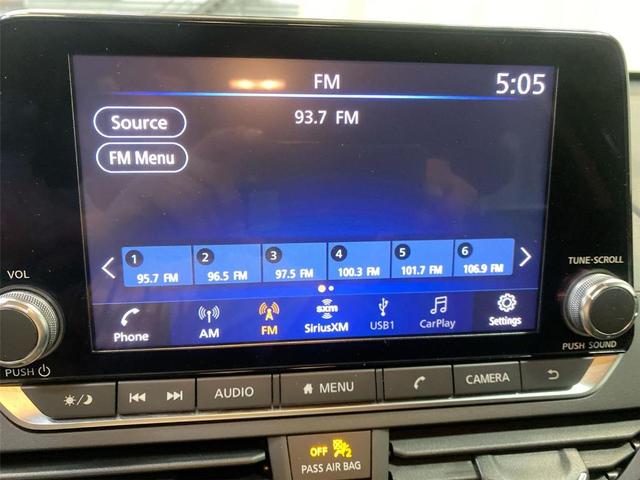 FM
5:05
Source
93.7 FM
FM Menu
1 2 3 4 5 6
95.7 FM 96.5 FM 97.5 FM 100.3 FM 101.7 FM 106.9 FM
TUNE-SCROLL
VOL
Phone AM FM sxm SiriusXM USB1 CarPlay Settings
PUSH
PUSH SOUND
AUDIO MENU CAMERA
OFF 2
PASS AIR BAG